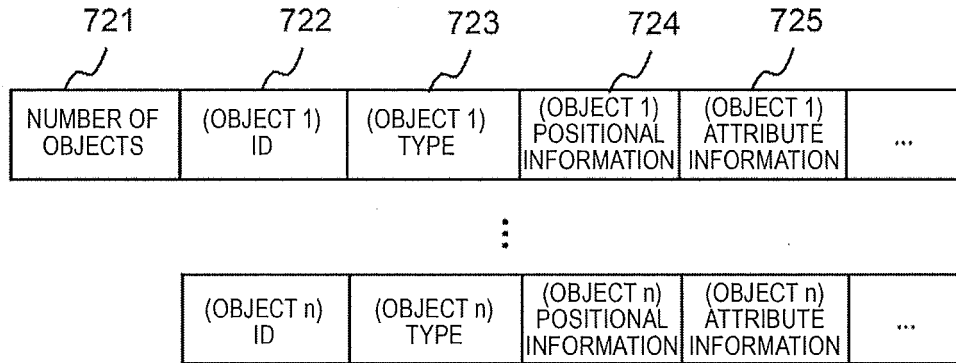 721 722 723 724 725
NUMBER OF OBJECTS (OBJECT 1) ID (OBJECT 1) TYPE (OBJECT 1) POSITIONAL INFORMATION (OBJECT 1) ATTRIBUTE INFORMATION ...
⋮
(OBJECT n) ID (OBJECT n) TYPE (OBJECT n) POSITIONAL INFORMATION (OBJECT n) ATTRIBUTE INFORMATION ...